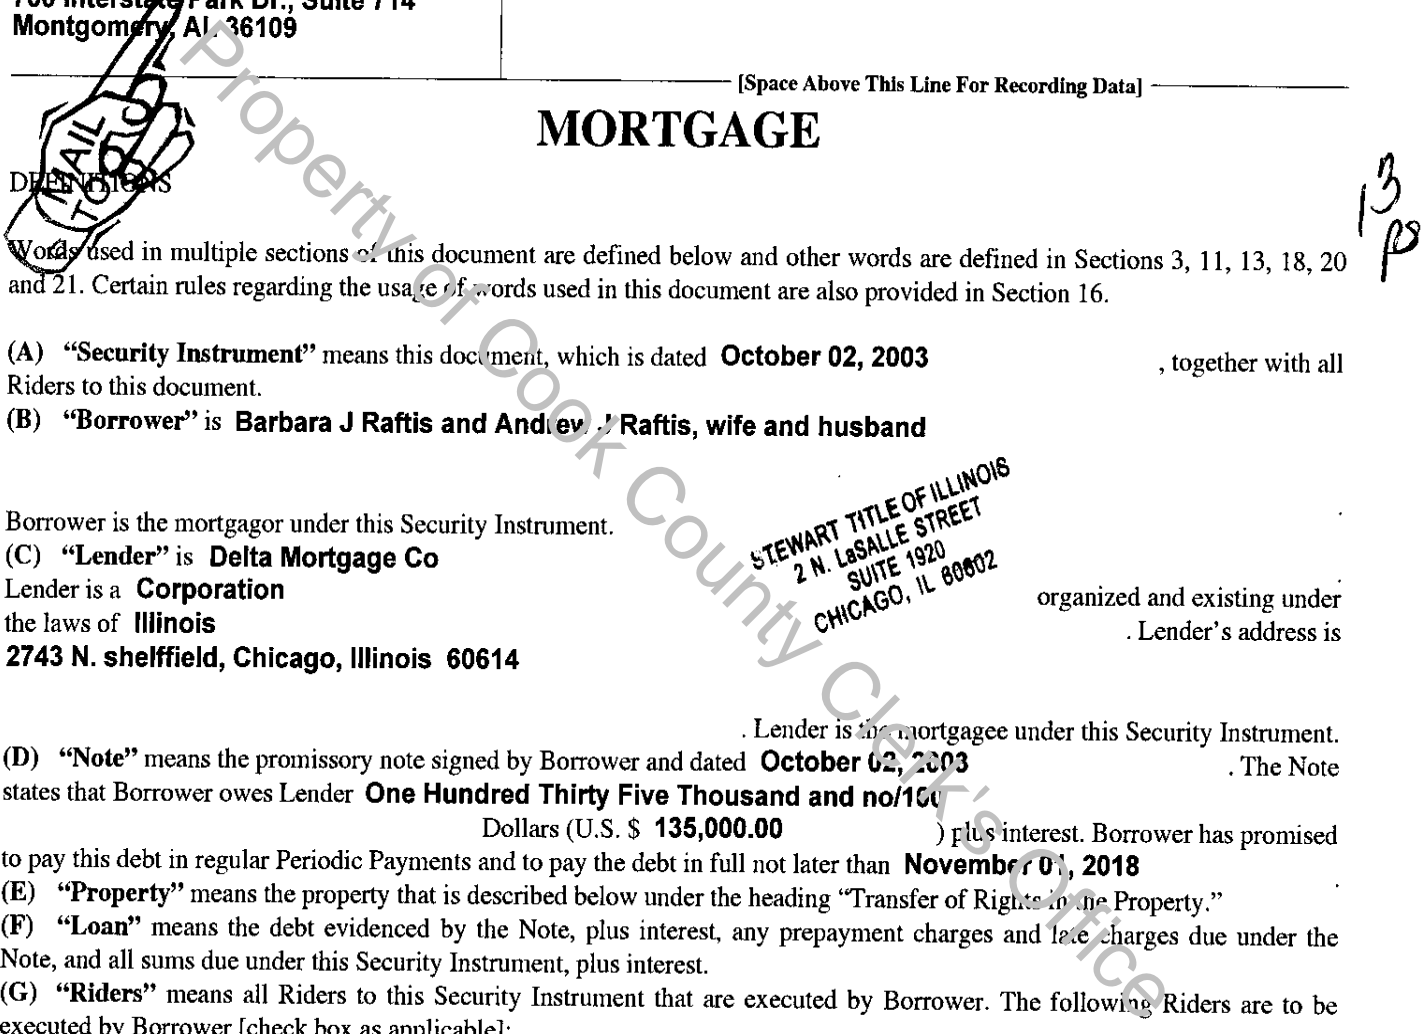 700 Interstate Park Dr., Suite 714
Montgomery, AL 36109
[Space Above This Line For Recording Data]
MORTGAGE
MAIL
TO
DEFINITIONS
13
Words used in multiple sections of this document are defined below and other words are defined in Sections 3, 11, 13, 18, 20
and 21. Certain rules regarding the usage of words used in this document are also provided in Section 16.
(A) “Security Instrument” means this document, which is dated October 02, 2003 , together with all
Riders to this document.
(B) “Borrower” is Barbara J Raftis and Andrew J Raftis, wife and husband
Borrower is the mortgagor under this Security Instrument.
STEWART TITLE OF ILLINOIS
2 N. LaSALLE STREET
SUITE 1920
CHICAGO, IL 60602
(C) “Lender” is Delta Mortgage Co
Lender is a Corporation organized and existing under
the laws of Illinois . Lender’s address is
2743 N. shelffield, Chicago, Illinois 60614
. Lender is the mortgagee under this Security Instrument.
(D) “Note” means the promissory note signed by Borrower and dated October 02, 2003 . The Note
states that Borrower owes Lender One Hundred Thirty Five Thousand and no/100
Dollars (U.S. $ 135,000.00 ) plus interest. Borrower has promised
to pay this debt in regular Periodic Payments and to pay the debt in full not later than November 01, 2018 .
(E) “Property” means the property that is described below under the heading “Transfer of Rights in the Property.”
(F) “Loan” means the debt evidenced by the Note, plus interest, any prepayment charges and late charges due under the
Note, and all sums due under this Security Instrument, plus interest.
(G) “Riders” means all Riders to this Security Instrument that are executed by Borrower. The following Riders are to be
executed by Borrower [check box as applicable]:
Property of Cook County Clerk's Office